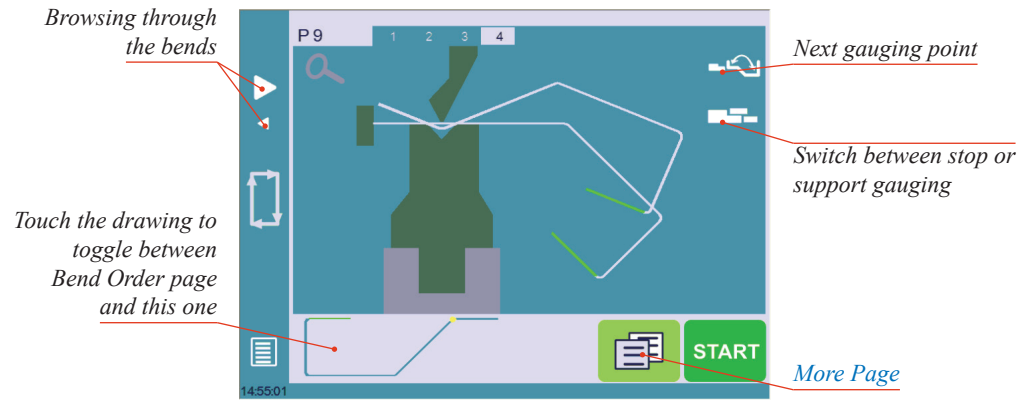 Browsing through
the bends
P 9
1 2 3 4
Next gauging point
Switch between stop or
support gauging
Touch the drawing to
toggle between
Bend Order page
and this one
START
More Page
14:55:01